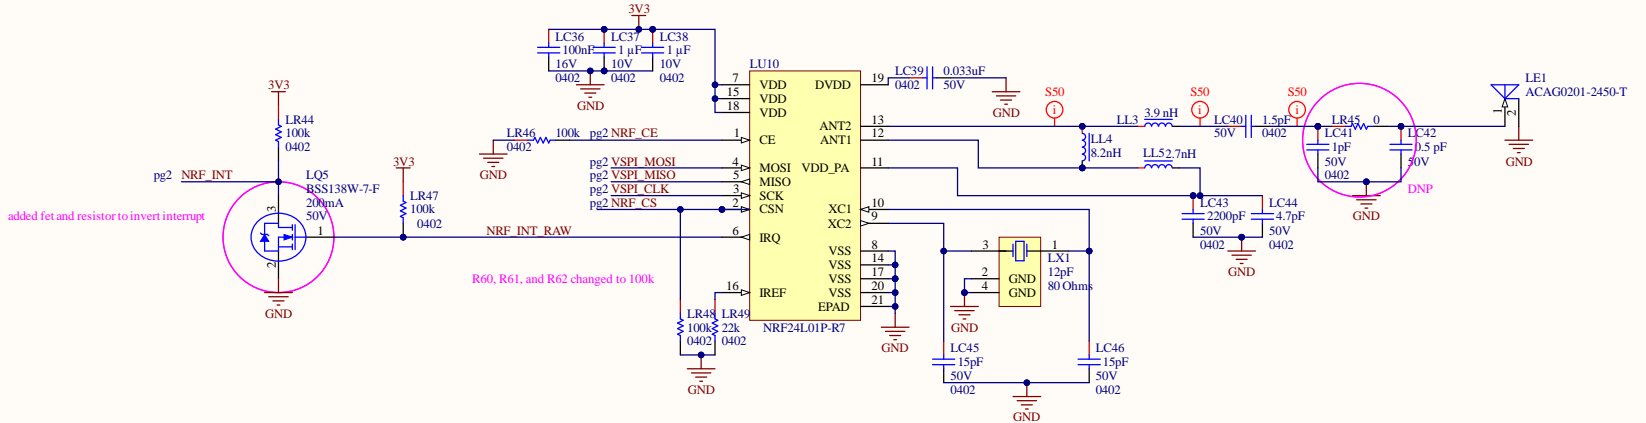 3V3
LC36
100nF
16V
0402
LC37
1 µF
10V
0402
LC38
1 µF
10V
0402
GND
3V3
LR44
100k
0402
pg2 NRF_INT
LQ5
BSS138W-7-F
200mA
50V
3
1
2
GND
added fet and resistor to invert interrupt
3V3
LR47
100k
0402
NRF_INT_RAW
R60, R61, and R62 changed to 100k
GND
LR46
0402
100k
pg2 NRF_CE
pg2 VSPI_MOSI
pg2 VSPI_MISO
pg2 VSPI_CLK
pg2 NRF_CS
LR48
100k
0402
LR49
22k
0402
GND
LU10
7 VDD
15 VDD
18 VDD
1 CE
4 MOSI
5 MISO
3 SCK
2 CSN
6 IRQ
16 IREF
DVDD 19
ANT2 13
ANT1 12
VDD_PA 11
XC1 10
XC2 9
VSS 8
VSS 14
VSS 17
VSS 20
EPAD 21
NRF24L01P-R7
GND
LC39
0402
0.033uF
50V
GND
S50
i
S50
i
S50
i
LL3
3.9 nH
LL4
8.2nH
LL5 2.7nH
LC40
50V
1.5pF
0402
LR45 0
LC41
1pF
50V
0402
LC42
0.5 pF
50V
DNP
GND
LE1
ACAG0201-2450-T
1
2
GND
LC43
2200pF
50V
0402
LC44
4.7pF
50V
0402
GND
3
1
2 GND
4 GND
LX1
12pF
80 Ohms
GND
LC45
15pF
50V
0402
LC46
15pF
50V
0402
GND